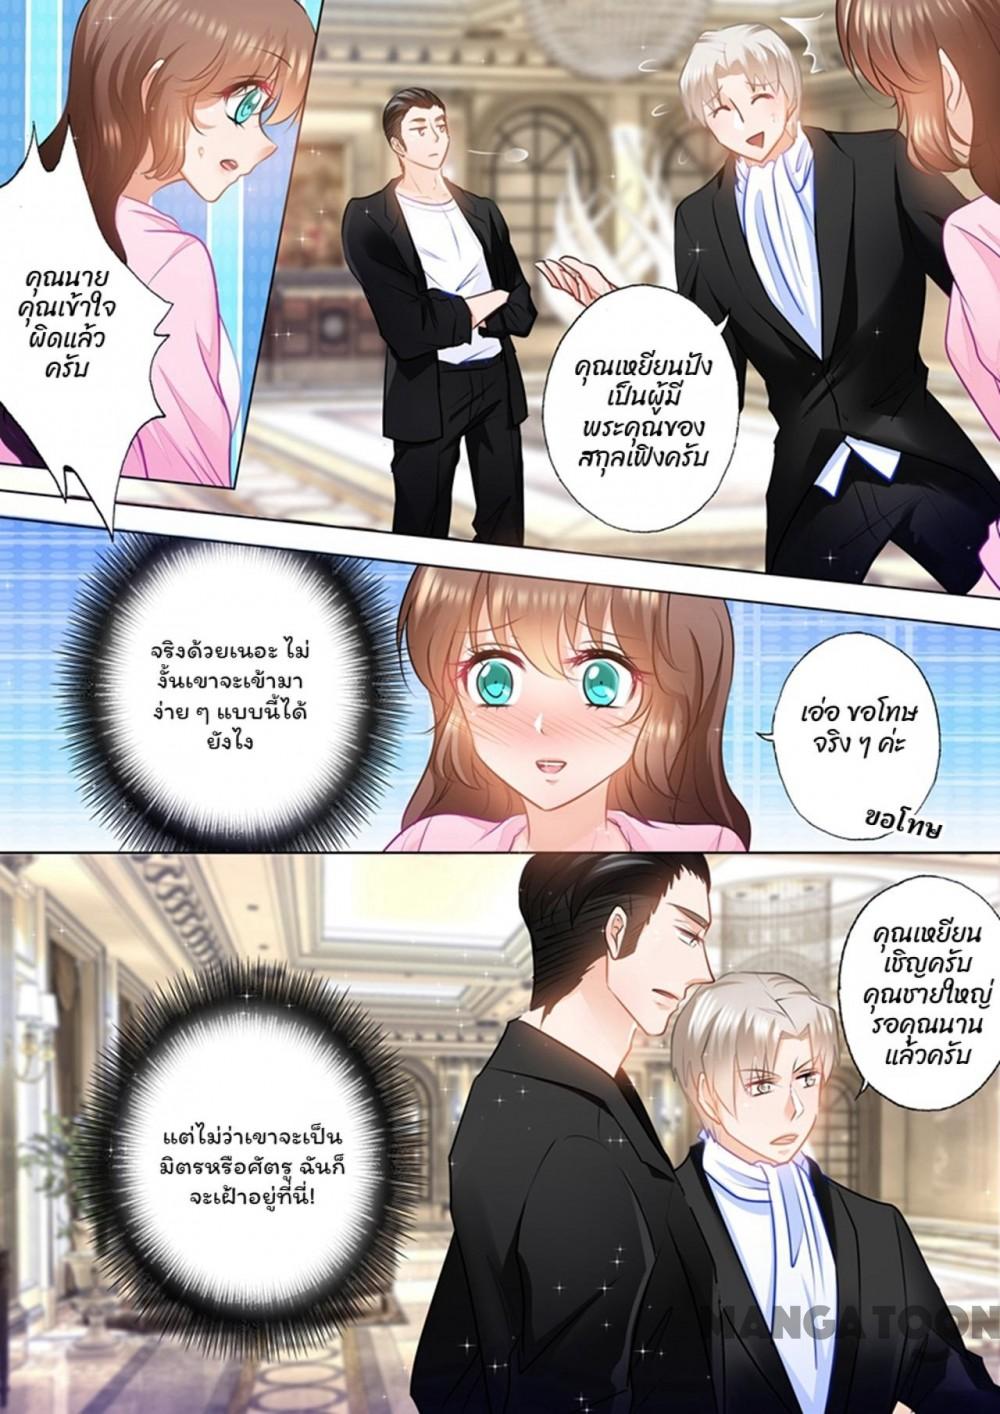 คุณนาย
คุณเข้าใจ
ผิดแล้ว
ครับ
คุณเหยียนปัง
เป็นผู้มี
พระคุณของ
สกุลเฟิงครับ
จริงด้วยเนอะ ไม่
งั้นเขาจะเข้ามา
ง่าย ๆ แบบนี้ได้
ยังไง
เอ่อ ขอโทษ
จริง ๆ ค่ะ
ขอโทษ
คุณเหยียน
เชิญครับ
คุณชายใหญ่
รอคุณนาน
แล้วครับ
แต่ไม่ว่าเขาจะเป็น
มิตรหรือศัตรู ฉันก็
จะเฝ้าอยู่ที่นี่!
MANGATOON